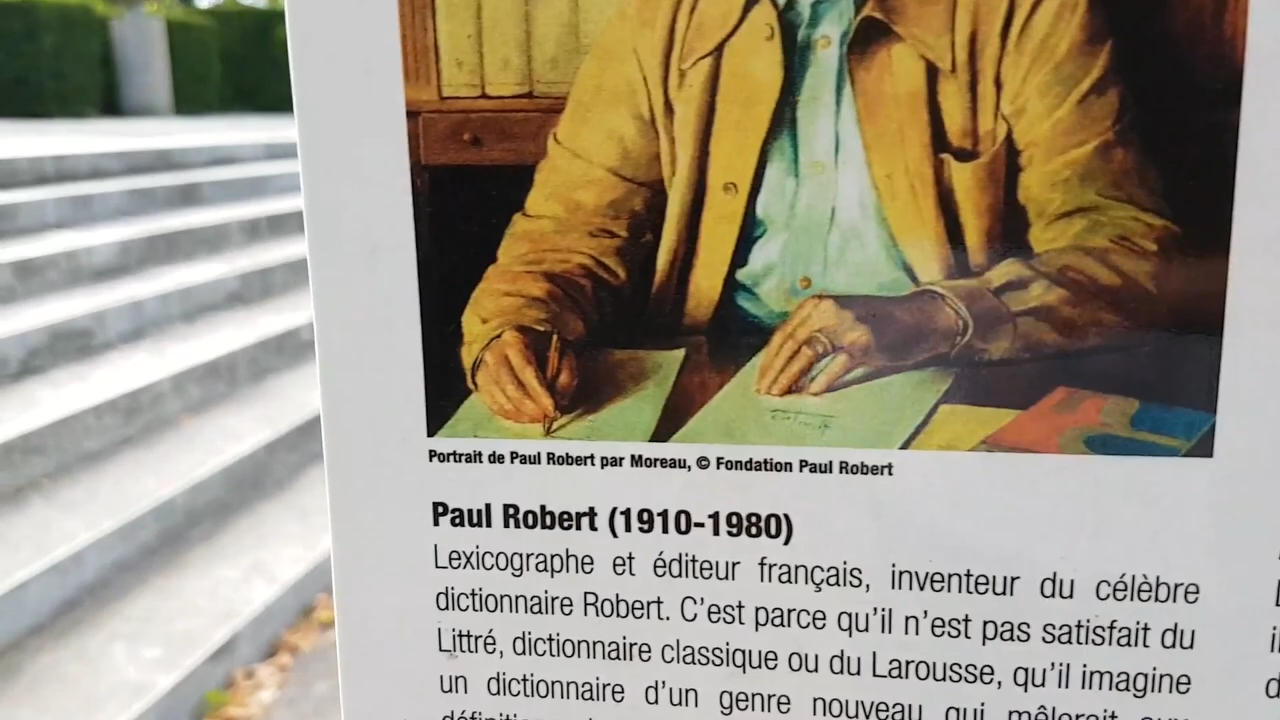 Portrait de Paul Robert par Moreau, © Fondation Paul Robert
Paul Robert (1910-1980)
Lexicographe et éditeur français, inventeur du célèbre
dictionnaire Robert. C'est parce qu'il n'est pas satisfait du
Littré, dictionnaire classique ou du Larousse, qu'il imagine
un dictionnaire d'un genre nouveau qui mêlerait aux